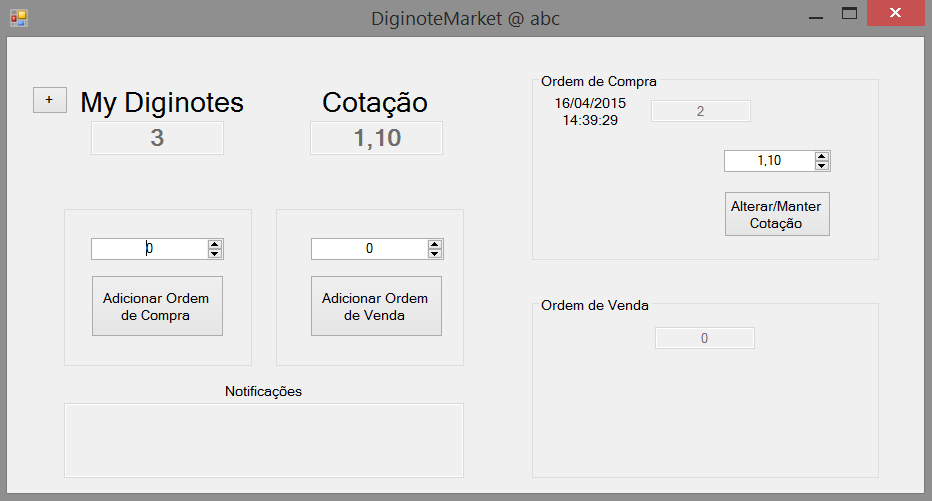 DiginoteMarket @ abc
+
My Diginotes
3
Cotação
1,10
0
Adicionar Ordem
de Compra
0
Adicionar Ordem
de Venda
Notificações
Ordem de Compra
16/04/2015
14:39:29
2
1,10
Alterar/Manter
Cotação
Ordem de Venda
0